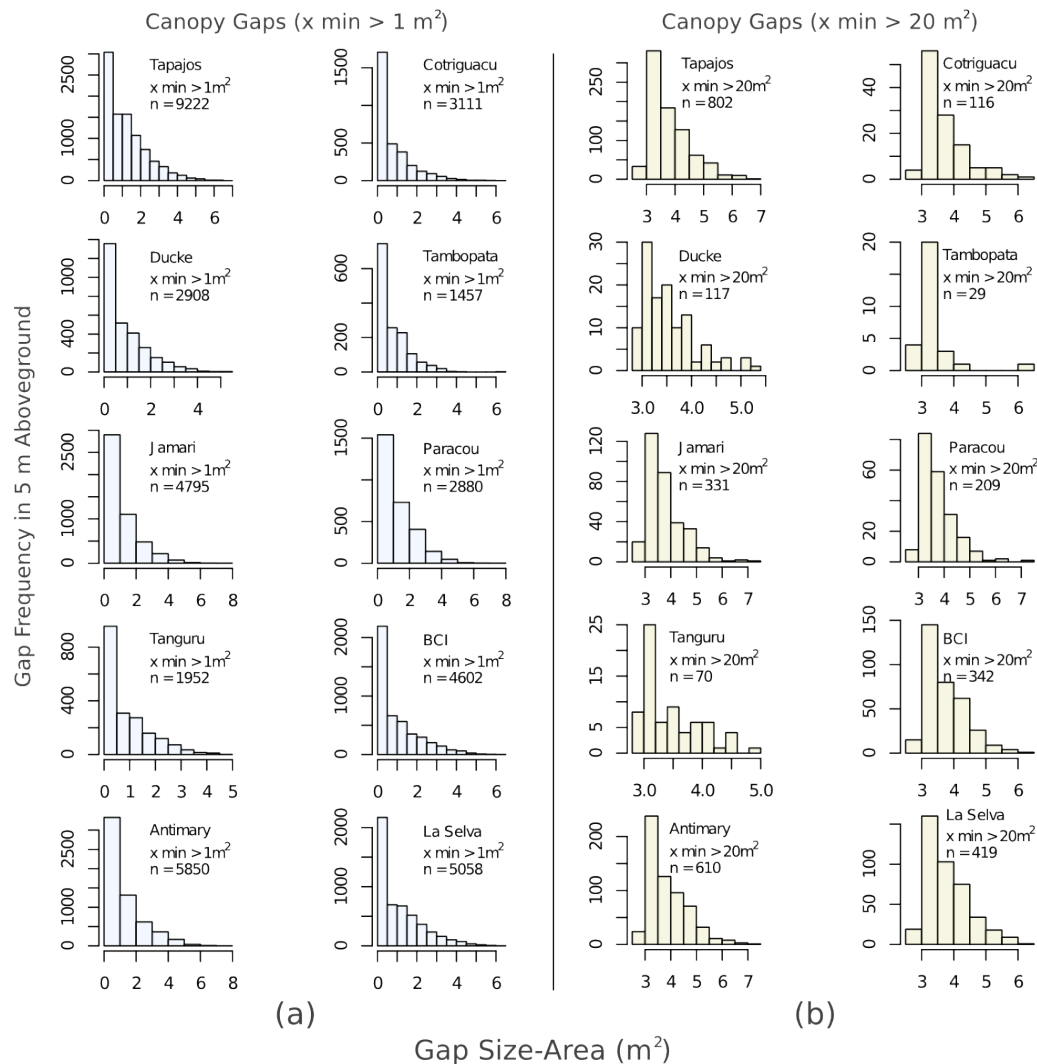 Canopy Gaps (x min > 1 m²)
Canopy Gaps (x min > 20 m²)
Gap Frequency in 5 m Aboveground
Tapajos
x min >1m²
n =9222
0 1000 2500
0 2 4 6
Cotriguacu
x min >1m²
n =3111
0 500 1500
0 2 4 6
Ducke
x min >1m²
n =2908
0 400 1000
0 2 4
Tambopata
x min >1m²
n =1457
0 200 600
0 2 4 6
Jamari
x min >1m²
n =4795
0 1000 2500
0 2 4 6 8
Paracou
x min >1m²
n =2880
0 500 1500
0 2 4 6 8
Tanguru
x min >1m²
n =1952
0 400 800
0 1 2 3 4 5
BCI
x min >1m²
n =4602
0 1000 2000
0 2 4 6
Antimary
x min >1m²
n =5850
0 1000 2500
0 2 4 6 8
La Selva
x min >1m²
n =5058
0 500 1000 2000
0 2 4 6
(a)
Tapajos
x min >20m²
n =802
0 100 300
3 4 5 6 7
Cotriguacu
x min >20m²
n =116
0 20 40
3 4 5 6
Ducke
x min >20m²
n =117
0 10 20 30
3.0 4.0 5.0
Tambopata
x min >20m²
n =29
0 5 10 20
3 4 5 6
Jamari
x min >20m²
n =331
0 40 80 120
3 4 5 6 7
Paracou
x min >20m²
n =209
0 20 60
3 4 5 6 7
Tanguru
x min >20m²
n =70
0 5 15 25
3.0 4.0 5.0
BCI
x min >20m²
n =342
0 50 100 150
3 4 5 6
Antimary
x min >20m²
n =610
0 100 200
3 4 5 6 7
La Selva
x min >20m²
n =419
0 50 100
3 4 5 6
(b)
Gap Size-Area (m²)